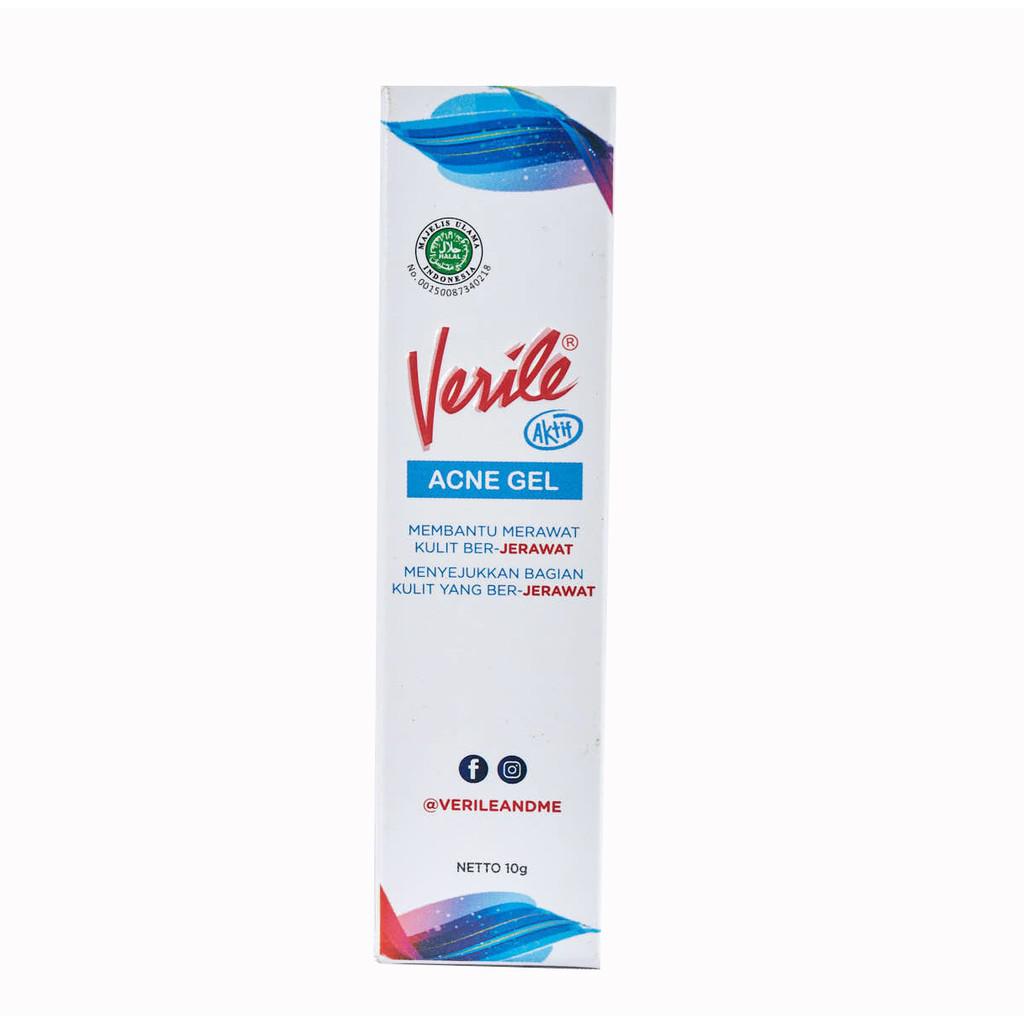 MAJELIS ULAMA
حلال
HALAL
INDONESIA
No. 00150087340218
Verile®
Aktif
ACNE GEL
MEMBANTU MERAWAT
KULIT BER-JERAWAT
MENYEJUKKAN BAGIAN
KULIT YANG BER-JERAWAT
@VERILEANDME
NETTO 10g